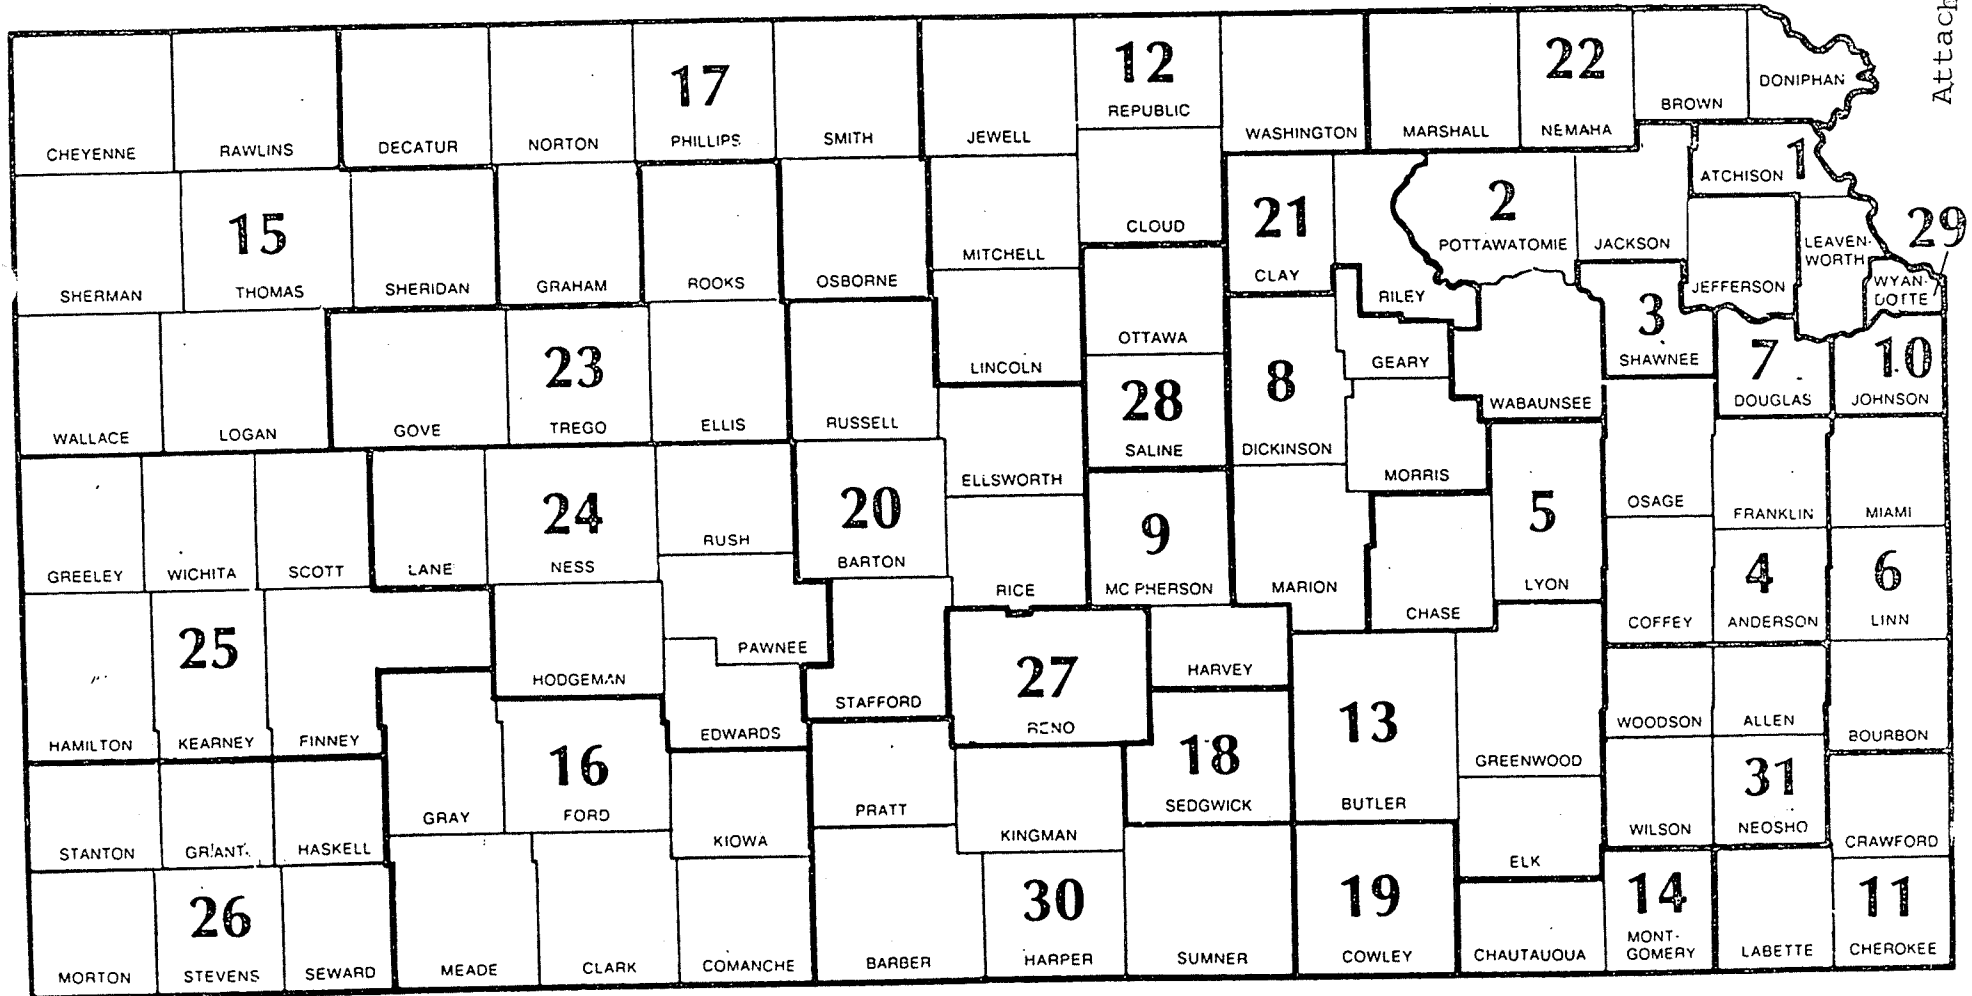 Attach
12
22
17
DONIPHAN
REPUBLIC
BROWN
CHEYENNE
RAWLINS
DECATUR
NORTON
PHILLIPS
SMITH
JEWELL
WASHINGTON
MARSHALL
NEMAHA
1
ATCHISON
15
21
2
29
CLOUD
MITCHELL
POTTAWATOMIE
JACKSON
LEAVEN-
WORTH
SHERMAN
THOMAS
SHERIDAN
GRAHAM
ROOKS
OSBORNE
CLAY
RILEY
JEFFERSON
WYAN-
DOTTE
23
OTTAWA
3
LINCOLN
GEARY
SHAWNEE
7
10
28
8
WALLACE
LOGAN
GOVE
TREGO
ELLIS
RUSSELL
WABAUNSEE
DOUGLAS
JOHNSON
SALINE
DICKINSON
ELLSWORTH
MORRIS
24
20
9
5
OSAGE
FRANKLIN
MIAMI
GREELEY
WICHITA
SCOTT
LANE
NESS
RUSH
BARTON
RICE
MC PHERSON
MARION
LYON
4
6
CHASE
COFFEY
ANDERSON
LINN
25
PAWNEE
HODGEMAN
27
HARVEY
STAFFORD
HAMILTON
KEARNEY
FINNEY
EDWARDS
RENO
13
WOODSON
ALLEN
BOURBON
16
18
GREENWOOD
31
GRAY
FORD
PRATT
SEDGWICK
BUTLER
STANTON
GRANT
HASKELL
KIOWA
KINGMAN
WILSON
NEOSHO
CRAWFORD
ELK
26
30
19
14
11
MORTON
STEVENS
SEWARD
MEADE
CLARK
COMANCHE
BARBER
HARPER
SUMNER
COWLEY
CHAUTAUQUA
MONT-
GOMERY
LABETTE
CHEROKEE